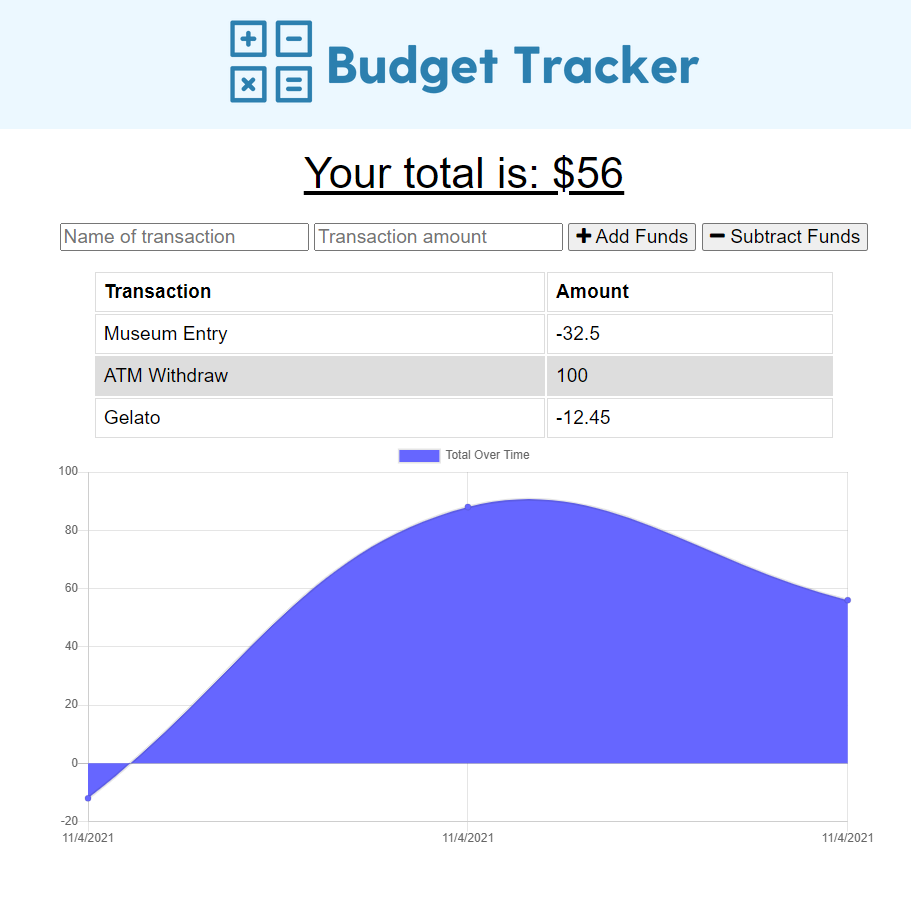 Budget Tracker
Your total is: $56
Name of transaction Transaction amount Add Funds Subtract Funds
Transaction Amount
Museum Entry -32.5
ATM Withdraw 100
Gelato -12.45
Total Over Time
100
80
60
40
20
0
-20
11/4/2021 11/4/2021 11/4/2021